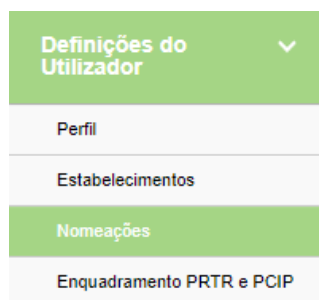 Definições do
Utilizador
Perfil
Estabelecimentos
Nomeações
Enquadramento PRTR e PCIP